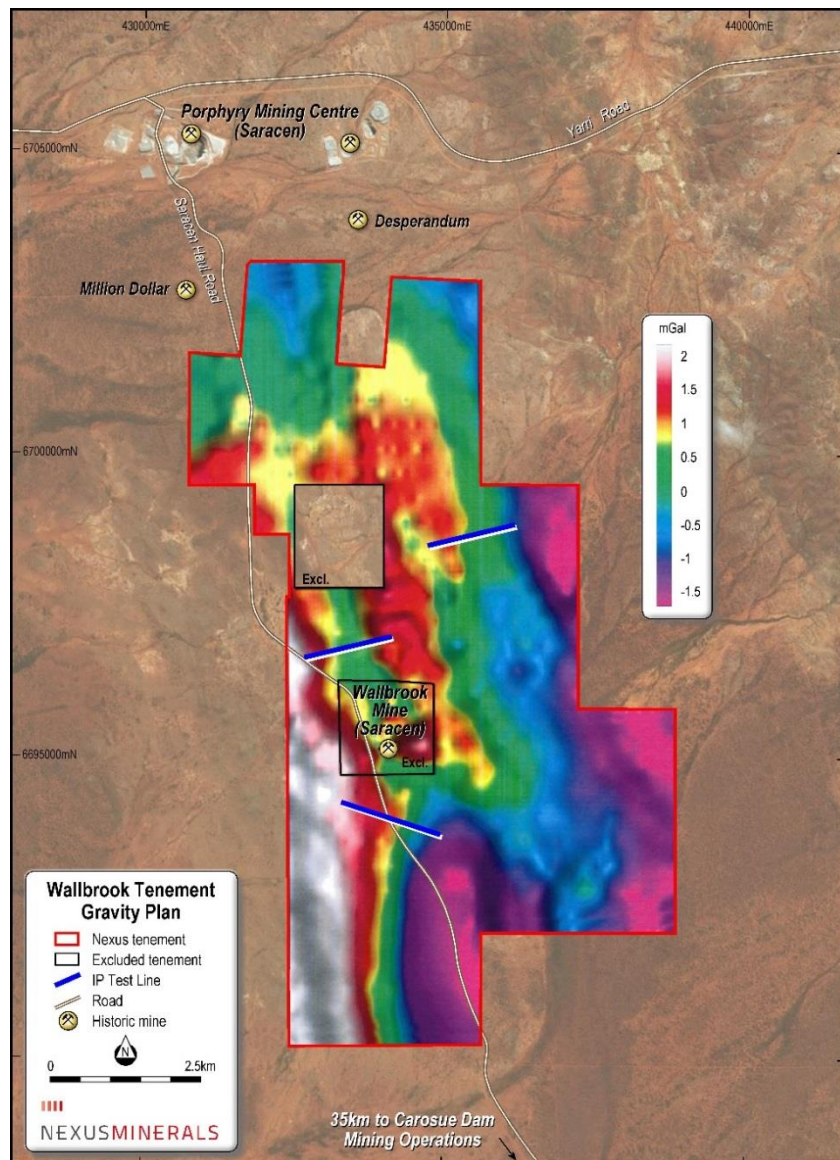 430000mE
435000mE
440000mE
Porphyry Mining Centre
(Saracen)
Yarri Road
6705000mN
Saracen Haul Road
Desperandum
Million Dollar
mGal
2
1.5
1
0.5
0
-0.5
-1
-1.5
6700000mN
Excl.
Wallbrook
Mine
(Saracen)
6695000mN
Excl.
Wallbrook Tenement
Gravity Plan
Nexus tenement
Excluded tenement
IP Test Line
Road
Historic mine
N
0
2.5km
NEXUSMINERALS
35km to Carosue Dam
Mining Operations